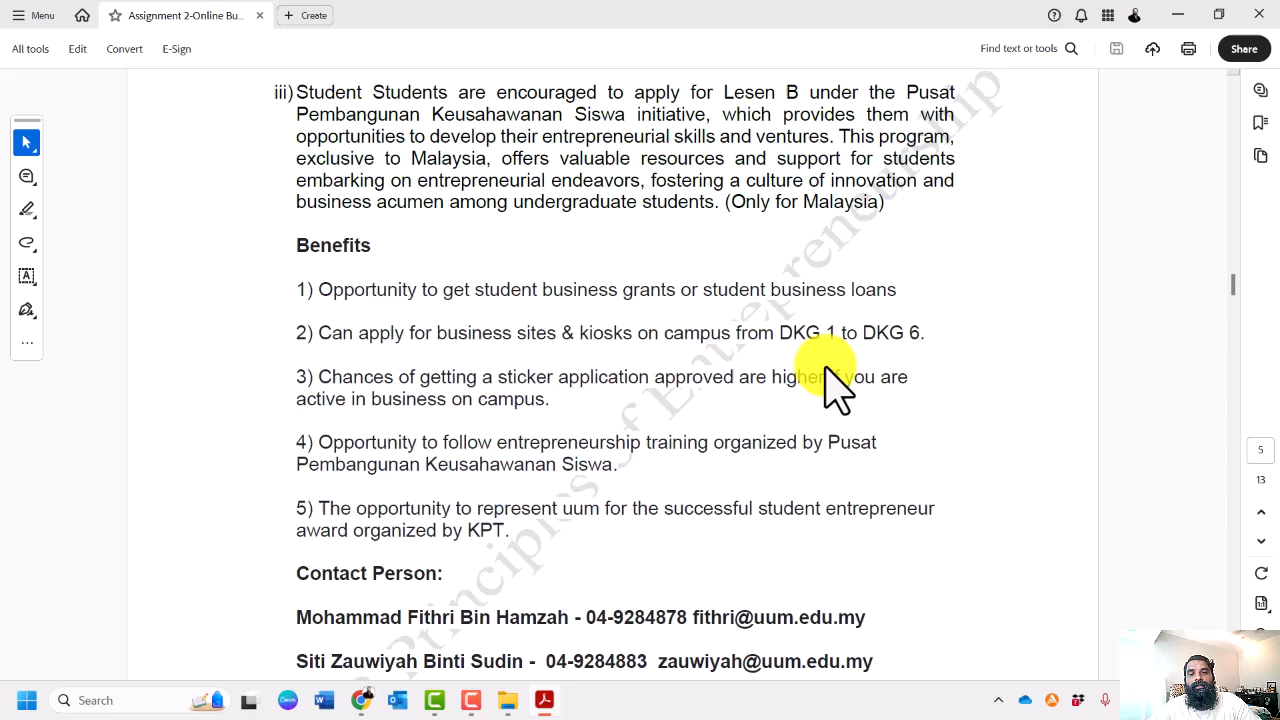 Menu
Assignment 2-Online Bu...
Create
All tools
Edit
Convert
E-Sign
Find text or tools
Share
iii) Student Students are encouraged to apply for Lesen B under the Pusat
Pembangunan Keusahawanan Siswa initiative, which provides them with
opportunities to develop their entrepreneurial skills and ventures. This program,
exclusive to Malaysia, offers valuable resources and support for students
embarking on entrepreneurial endeavors, fostering a culture of innovation and
business acumen among undergraduate students. (Only for Malaysia)
Benefits
1) Opportunity to get student business grants or student business loans
2) Can apply for business sites & kiosks on campus from DKG 1 to DKG 6.
3) Chances of getting a sticker application approved are higher if you are
active in business on campus.
4) Opportunity to follow entrepreneurship training organized by Pusat
Pembangunan Keusahawanan Siswa.
5) The opportunity to represent uum for the successful student entrepreneur
award organized by KPT.
Contact Person:
Mohammad Fithri Bin Hamzah - 04-9284878 fithri@uum.edu.my
Siti Zauwiyah Binti Sudin - 04-9284883 zauwiyah@uum.edu.my
Principles of Entrepreneurship
5
13
Search